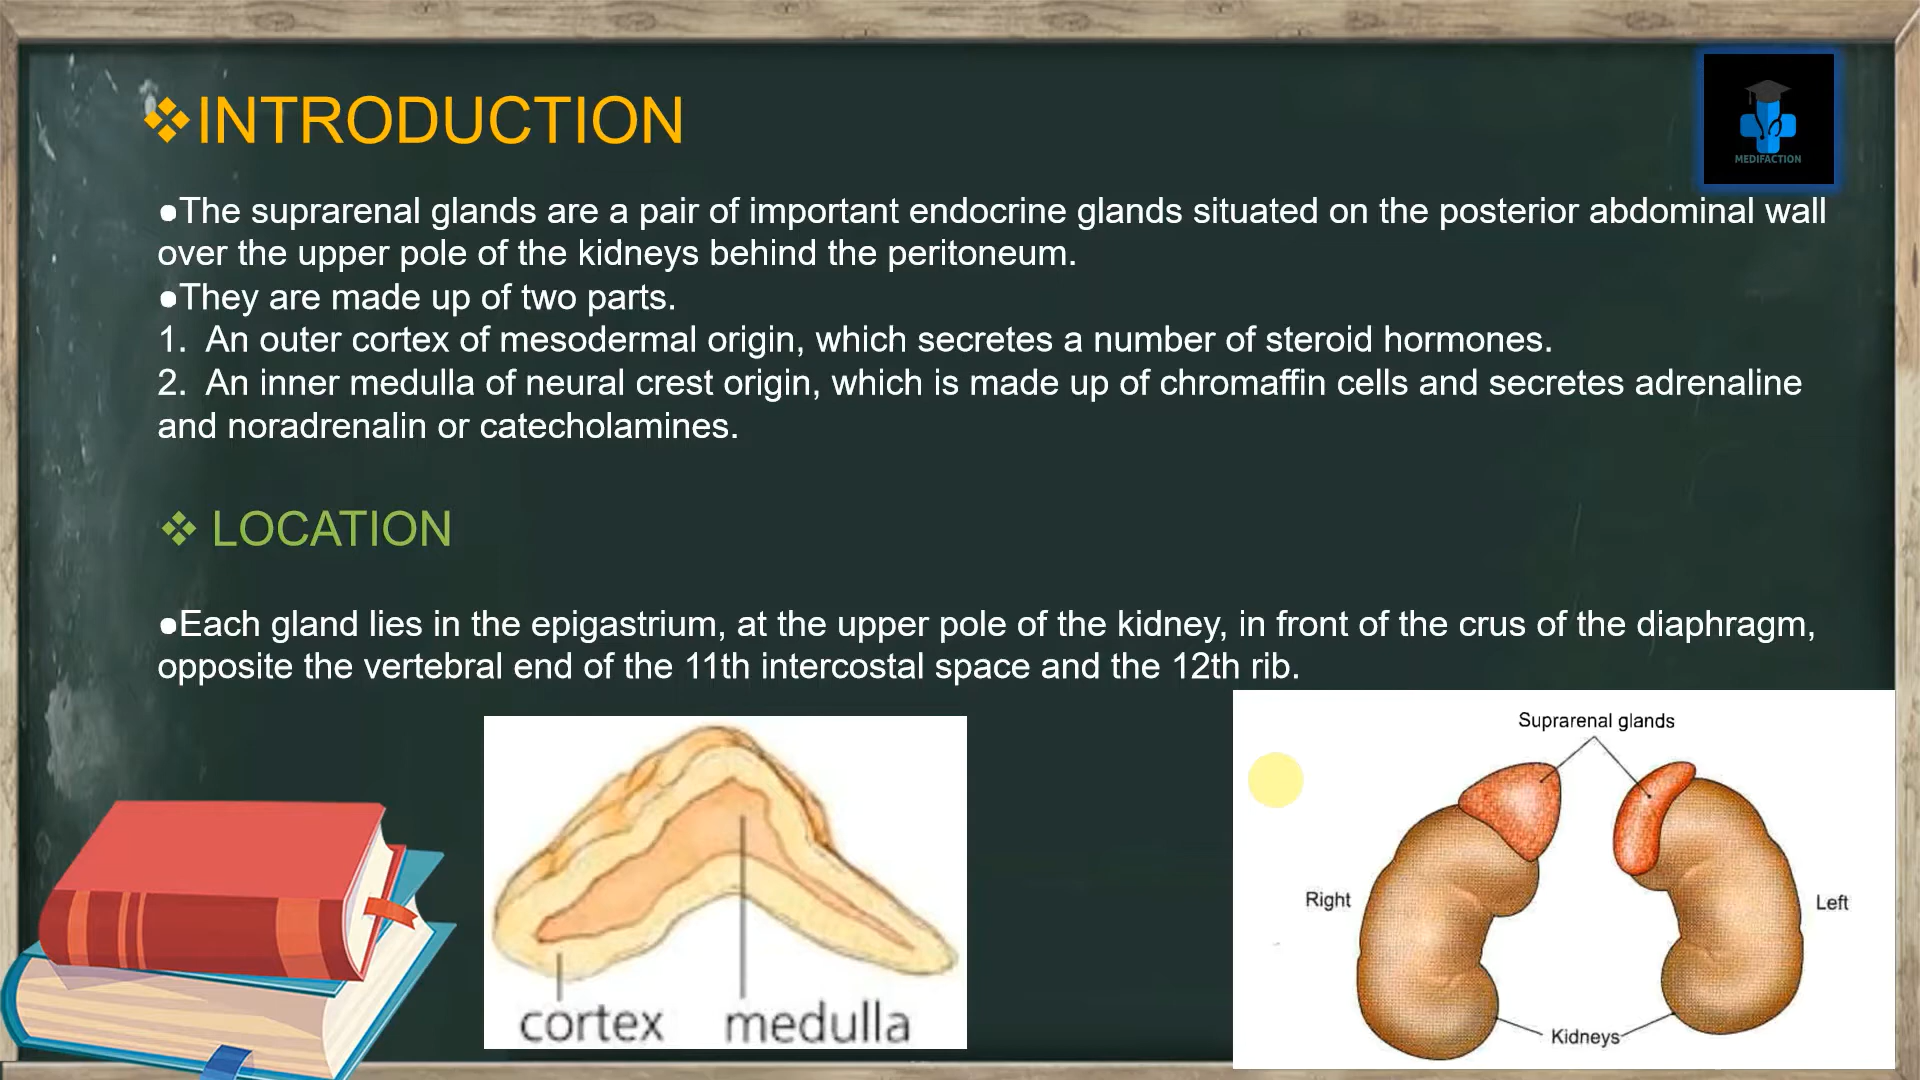 ❖INTRODUCTION
MEDIFACTION
●The suprarenal glands are a pair of important endocrine glands situated on the posterior abdominal wall
over the upper pole of the kidneys behind the peritoneum.
●They are made up of two parts.
1. An outer cortex of mesodermal origin, which secretes a number of steroid hormones.
2. An inner medulla of neural crest origin, which is made up of chromaffin cells and secretes adrenaline
and noradrenalin or catecholamines.
❖ LOCATION
●Each gland lies in the epigastrium, at the upper pole of the kidney, in front of the crus of the diaphragm,
opposite the vertebral end of the 11th intercostal space and the 12th rib.
cortex medulla
Suprarenal glands
Right
Left
Kidneys